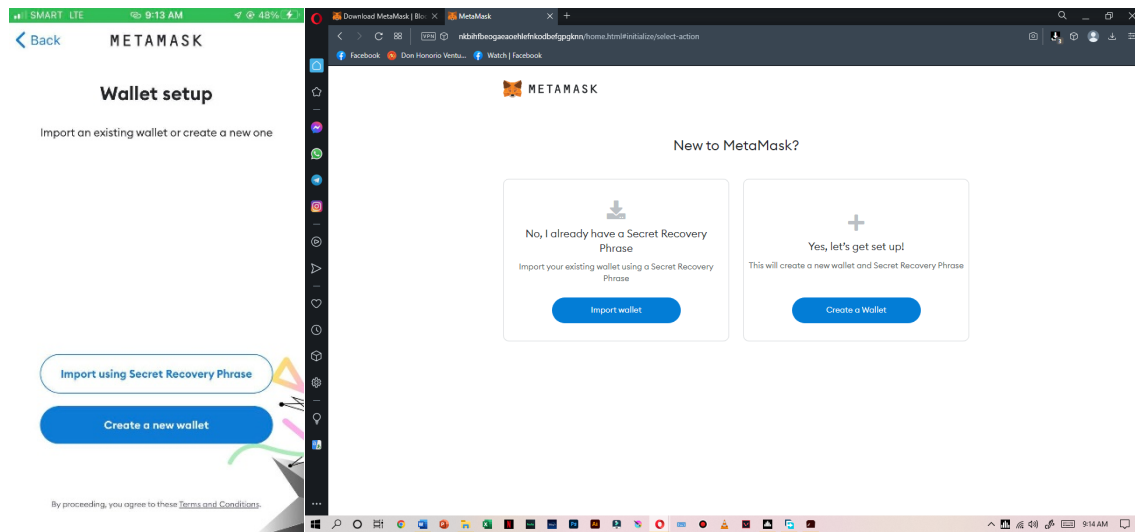 SMART LTE 9:13 AM 48%
Back METAMASK
Wallet setup
Import an existing wallet or create a new one
Import using Secret Recovery Phrase
Create a new wallet
By proceeding, you agree to these Terms and Conditions.
Download MetaMask | Bloc MetaMask
VPN nkbihfbeogaeaoehlefnkodbefgpgknn/home.html#initialize/select-action
Facebook Don Honorio Ventu... Watch | Facebook
METAMASK
New to MetaMask?
No, I already have a Secret Recovery
Phrase
Import your existing wallet using a Secret Recovery
Phrase
Import wallet
Yes, let's get set up!
This will create a new wallet and Secret Recovery Phrase
Create a Wallet
9:14 AM